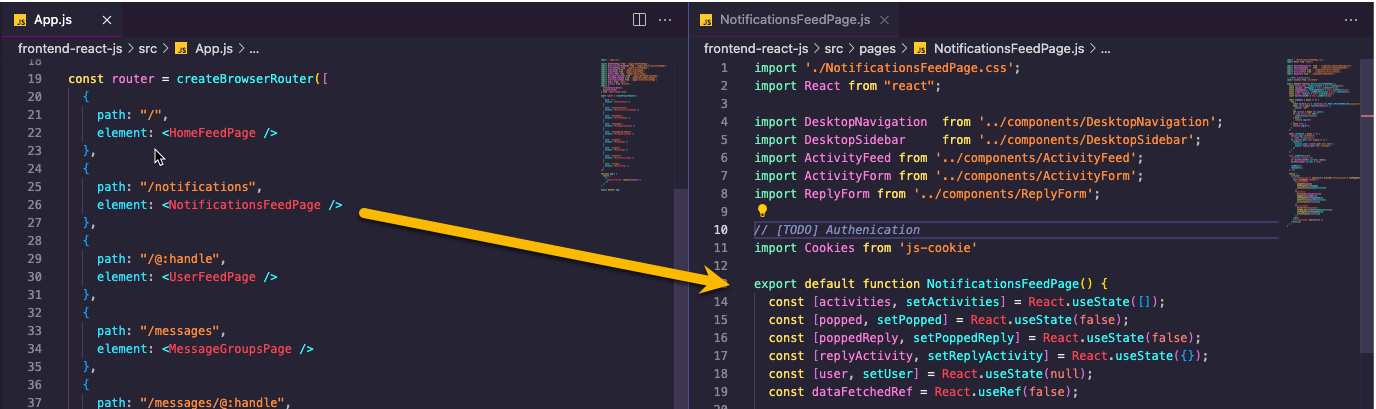 JS App.js ×
frontend-react-js > src > JS App.js > ...
18
19 const router = createBrowserRouter([
20 {
21 path: "/",
22 element: <HomeFeedPage />
23 },
24 {
25 path: "/notifications",
26 element: <NotificationsFeedPage />
27 },
28 {
29 path: "/@:handle",
30 element: <UserFeedPage />
31 },
32 {
33 path: "/messages",
34 element: <MessageGroupsPage />
35 },
36 {
37 path: "/messages/@:handle",
JS NotificationsFeedPage.js ×
frontend-react-js > src > pages > JS NotificationsFeedPage.js > ...
1 import './NotificationsFeedPage.css';
2 import React from "react";
3
4 import DesktopNavigation  from '../components/DesktopNavigation';
5 import DesktopSidebar     from '../components/DesktopSidebar';
6 import ActivityFeed from '../components/ActivityFeed';
7 import ActivityForm from '../components/ActivityForm';
8 import ReplyForm from '../components/ReplyForm';
9
10 // [TODO] Authenication
11 import Cookies from 'js-cookie'
12
export default function NotificationsFeedPage() {
14 const [activities, setActivities] = React.useState([]);
15 const [popped, setPopped] = React.useState(false);
16 const [poppedReply, setPoppedReply] = React.useState(false);
17 const [replyActivity, setReplyActivity] = React.useState({});
18 const [user, setUser] = React.useState(null);
19 const dataFetchedRef = React.useRef(false);